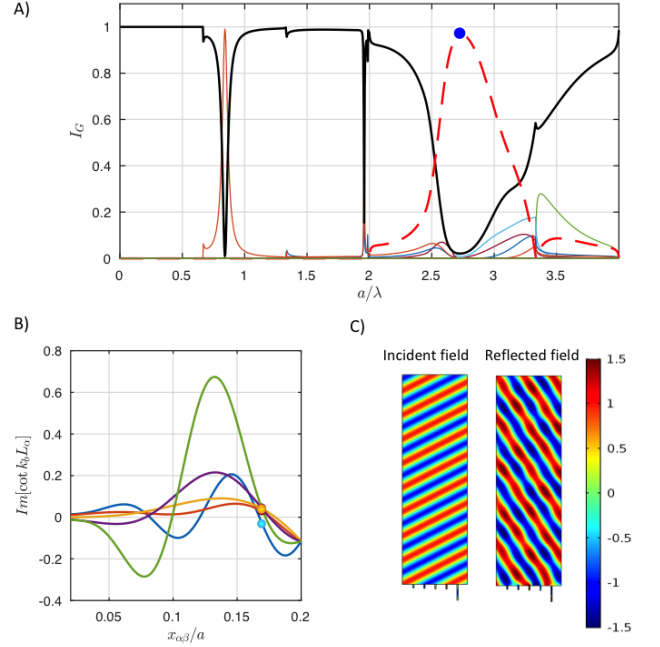 A)
I_G
1
0.8
0.6
0.4
0.2
0
0 0.5 1 1.5 2 2.5 3 3.5
a/λ
B)
Im[cot k_b L_α]
0.8
0.6
0.4
0.2
0
-0.2
-0.4
0.05 0.1 0.15 0.2
x_{αβ}/a
C)
Incident field Reflected field
1.5
1
0.5
0
-0.5
-1
-1.5